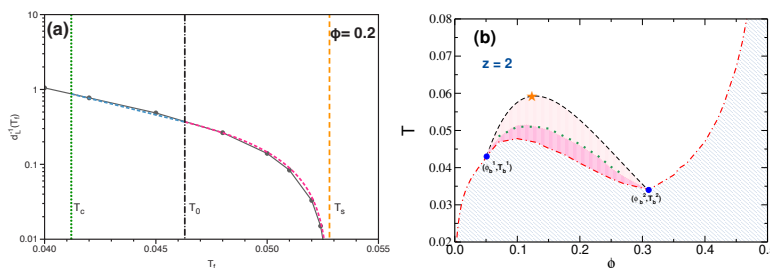 (a)
ϕ= 0.2
10
1
0.1
0.01
d_L^{-1}(T_f)
T_c
T_0
T_s
0.040
0.045
0.050
0.055
T_f
(b)
z = 2
0.08
0.07
0.06
0.05
0.04
0.03
0.02
T
(ϕ_b^1,T_b^1)
(ϕ_b^2,T_b^2)
0.0
0.1
0.2
0.3
0.4
0.5
ϕ